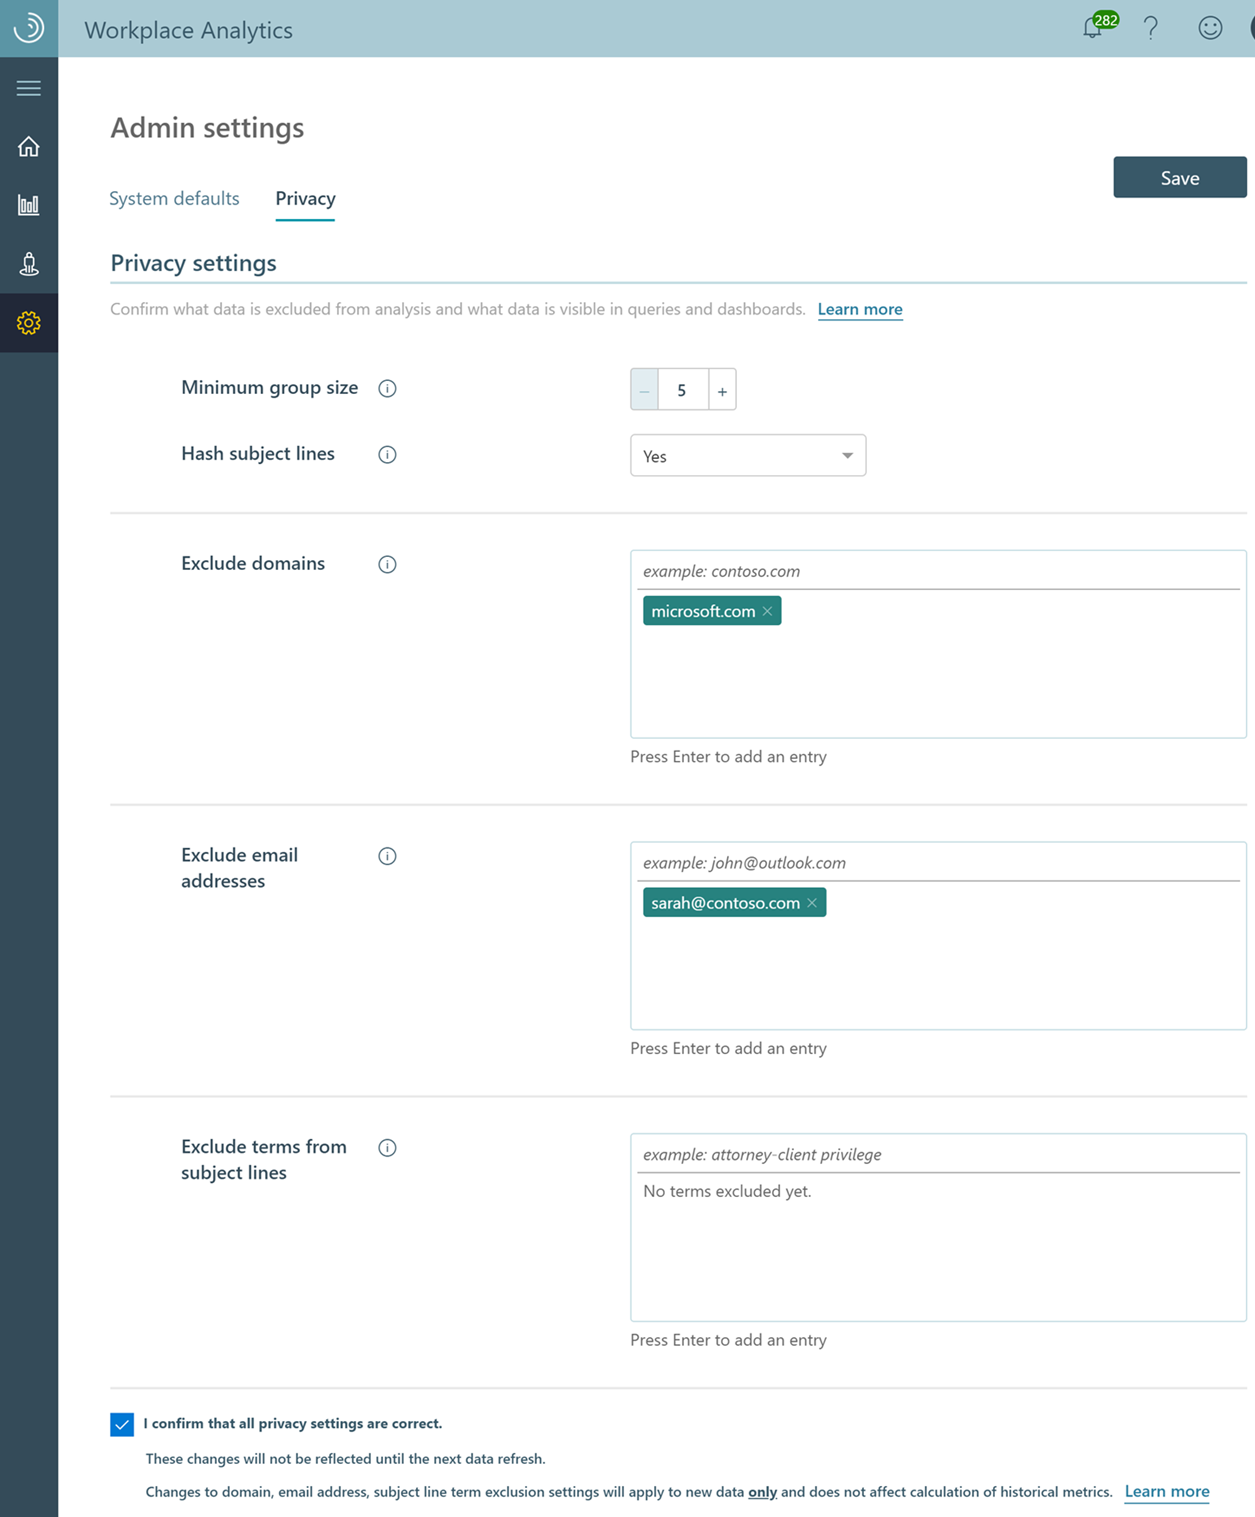 Workplace Analytics
282
Admin settings
Save
System defaults
Privacy
Privacy settings
Confirm what data is excluded from analysis and what data is visible in queries and dashboards. Learn more
Minimum group size
– 5 +
Hash subject lines
Yes
Exclude domains
example: contoso.com
microsoft.com ×
Press Enter to add an entry
Exclude email
addresses
example: john@outlook.com
sarah@contoso.com ×
Press Enter to add an entry
Exclude terms from
subject lines
example: attorney-client privilege
No terms excluded yet.
Press Enter to add an entry
I confirm that all privacy settings are correct.
These changes will not be reflected until the next data refresh.
Changes to domain, email address, subject line term exclusion settings will apply to new data only and does not affect calculation of historical metrics. Learn more